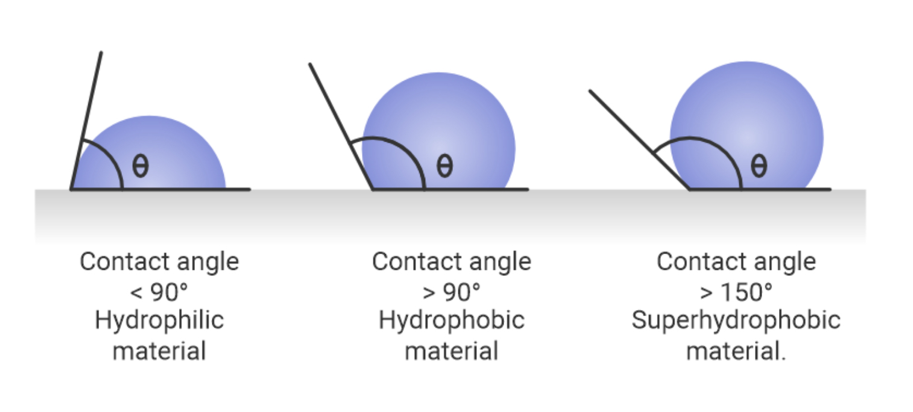 θ
θ
θ
Contact angle
< 90°
Hydrophilic
material
Contact angle
> 90°
Hydrophobic
material
Contact angle
> 150°
Superhydrophobic
material.